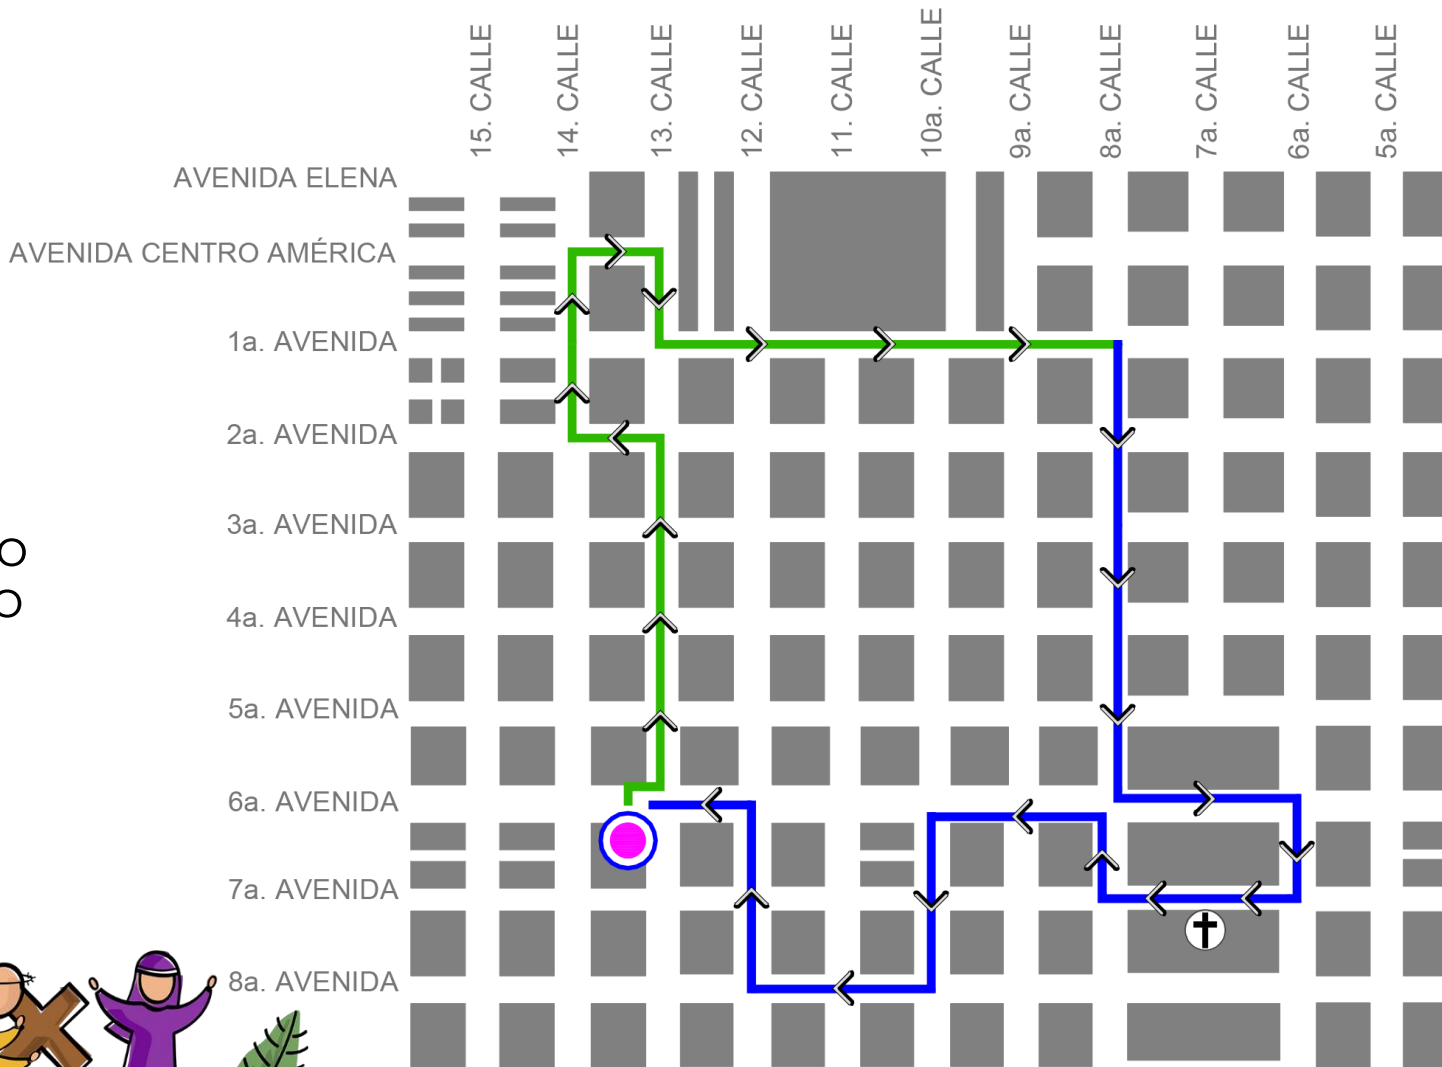 15. CALLE
14. CALLE
13. CALLE
12. CALLE
11. CALLE
10a. CALLE
9a. CALLE
8a. CALLE
7a. CALLE
6a. CALLE
5a. CALLE
AVENIDA ELENA
AVENIDA CENTRO AMÉRICA
1a. AVENIDA
2a. AVENIDA
3a. AVENIDA
4a. AVENIDA
5a. AVENIDA
6a. AVENIDA
7a. AVENIDA
8a. AVENIDA